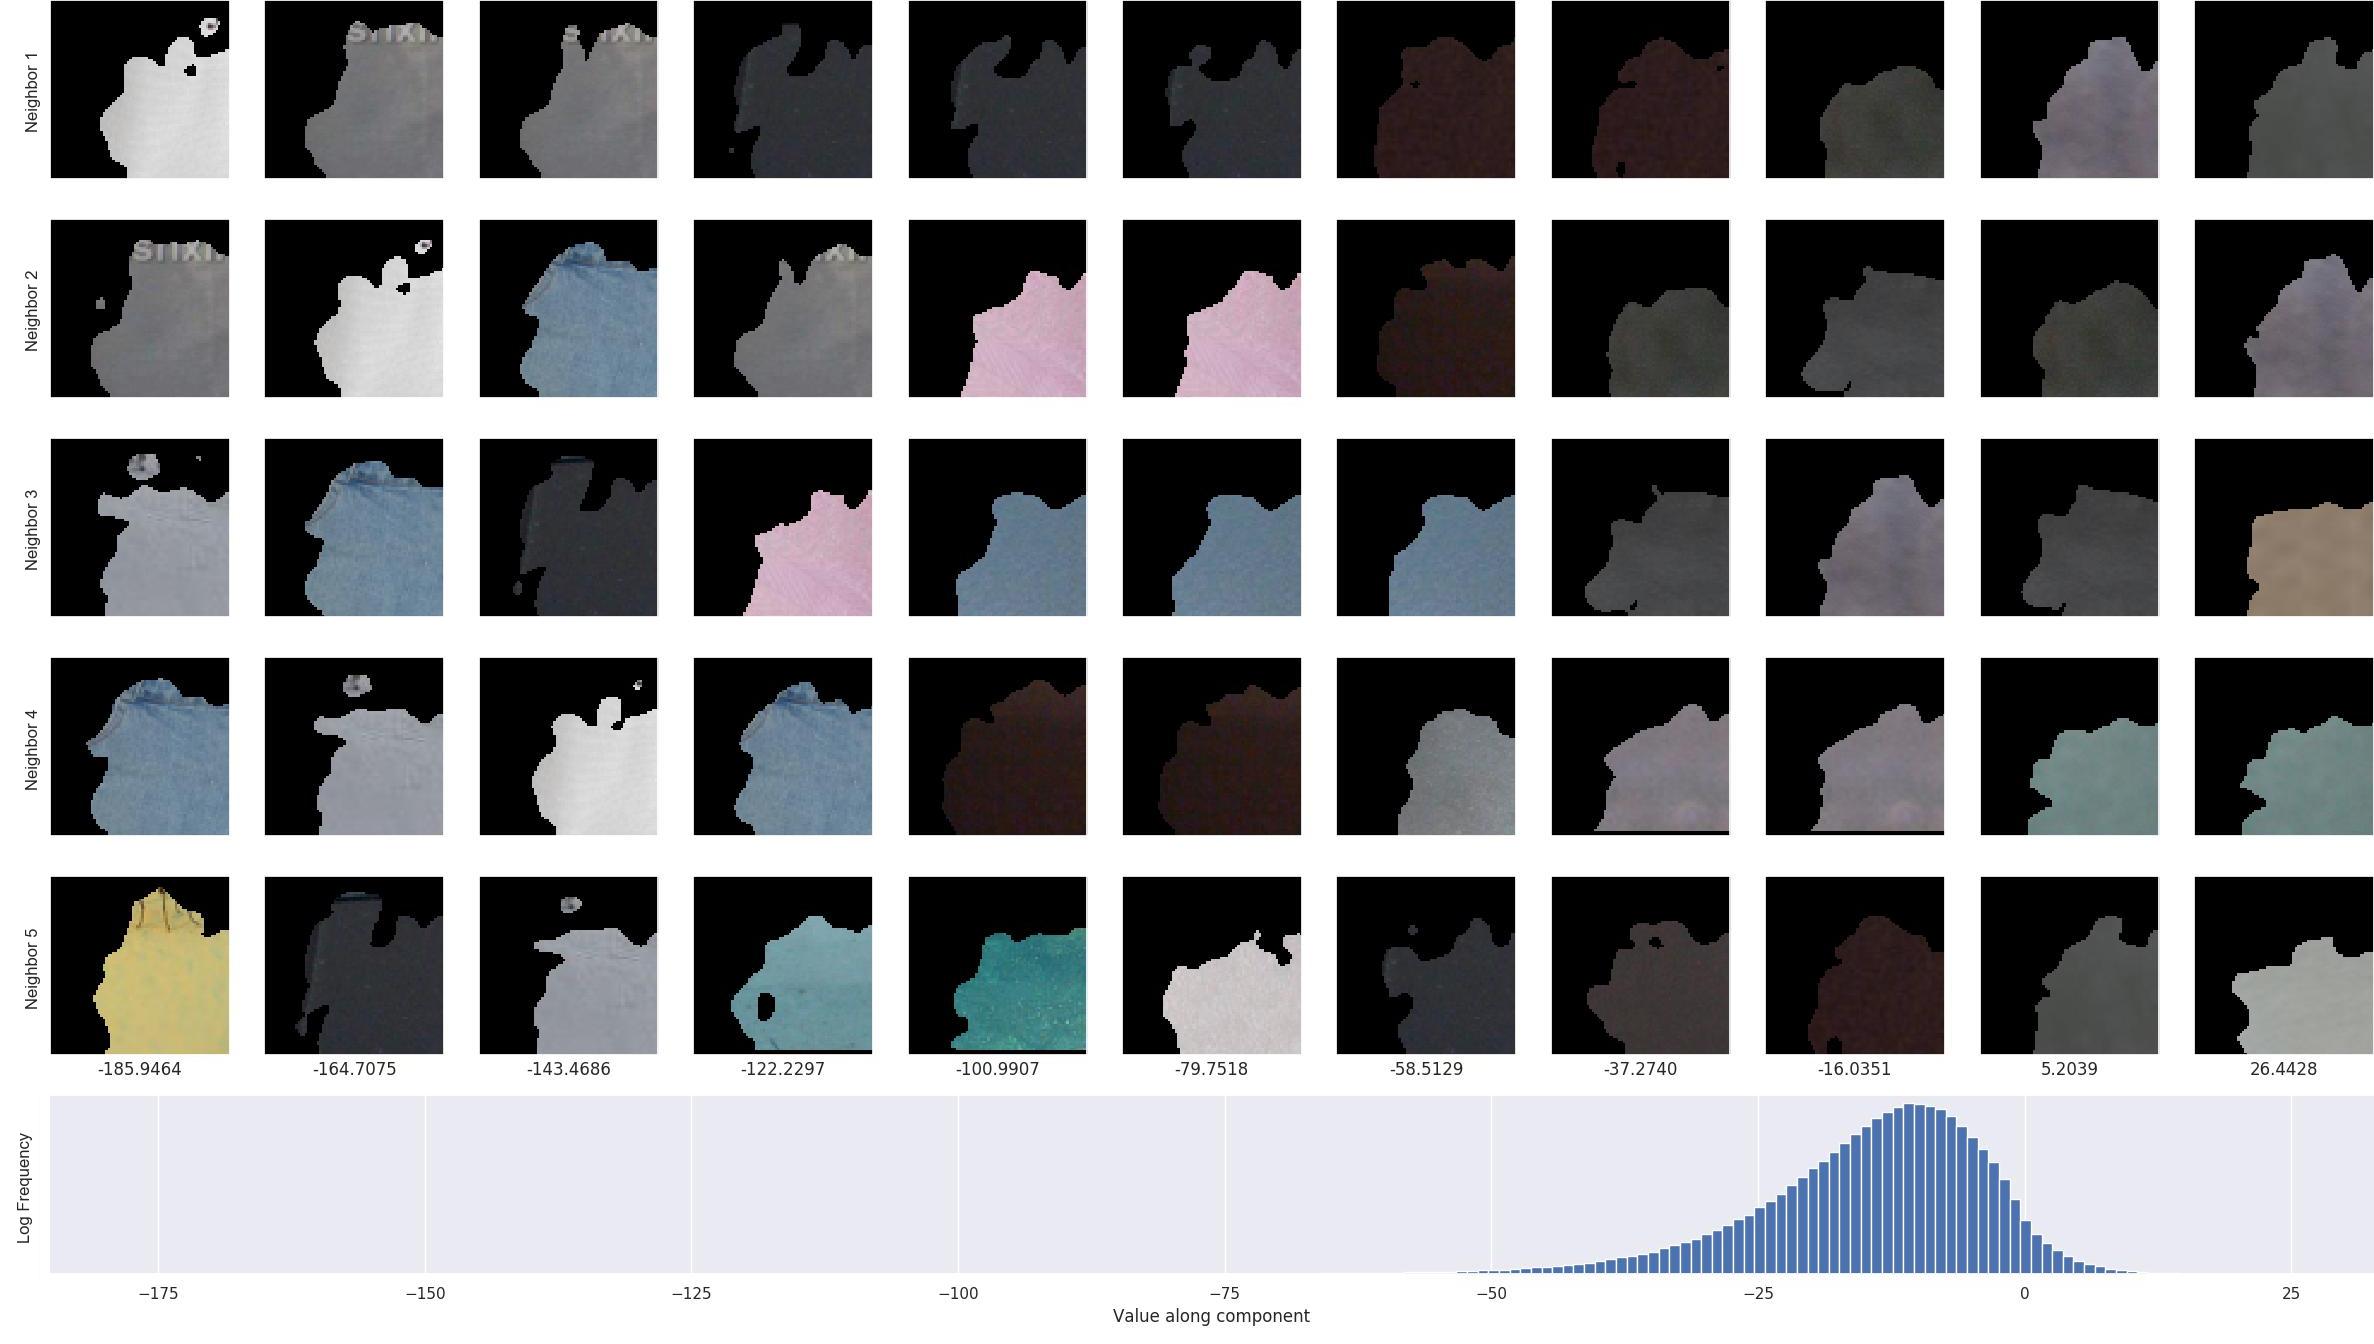 Neighbor 1
Neighbor 2
Neighbor 3
Neighbor 4
Neighbor 5
-185.9464 -164.7075 -143.4686 -122.2297 -100.9907 -79.7518 -58.5129 -37.2740 -16.0351 5.2039 26.4428
Log Frequency
−175 −150 −125 −100 −75 −50 −25 0 25
Value along component